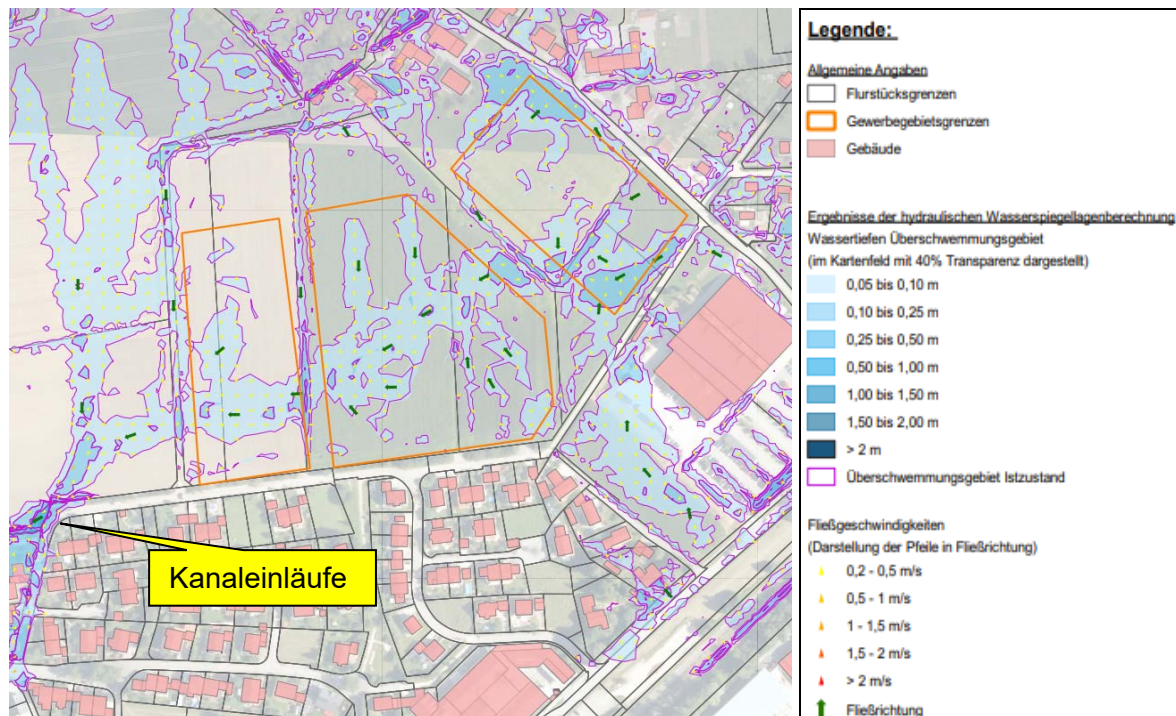 Kanaleinläufe
Legende:
Allgemeine Angaben
Flurstücksgrenzen
Gewerbegebietsgrenzen
Gebäude
Ergebnisse der hydraulischen Wasserspiegellagenberechnung
Wassertiefen Überschwemmungsgebiet
(im Kartenfeld mit 40% Transparenz dargestellt)
0,05 bis 0,10 m
0,10 bis 0,25 m
0,25 bis 0,50 m
0,50 bis 1,00 m
1,00 bis 1,50 m
1,50 bis 2,00 m
> 2 m
Überschwemmungsgebiet Istzustand
Fließgeschwindigkeiten
(Darstellung der Pfeile in Fließrichtung)
0,2 - 0,5 m/s
0,5 - 1 m/s
1 - 1,5 m/s
1,5 - 2 m/s
> 2 m/s
Fließrichtung